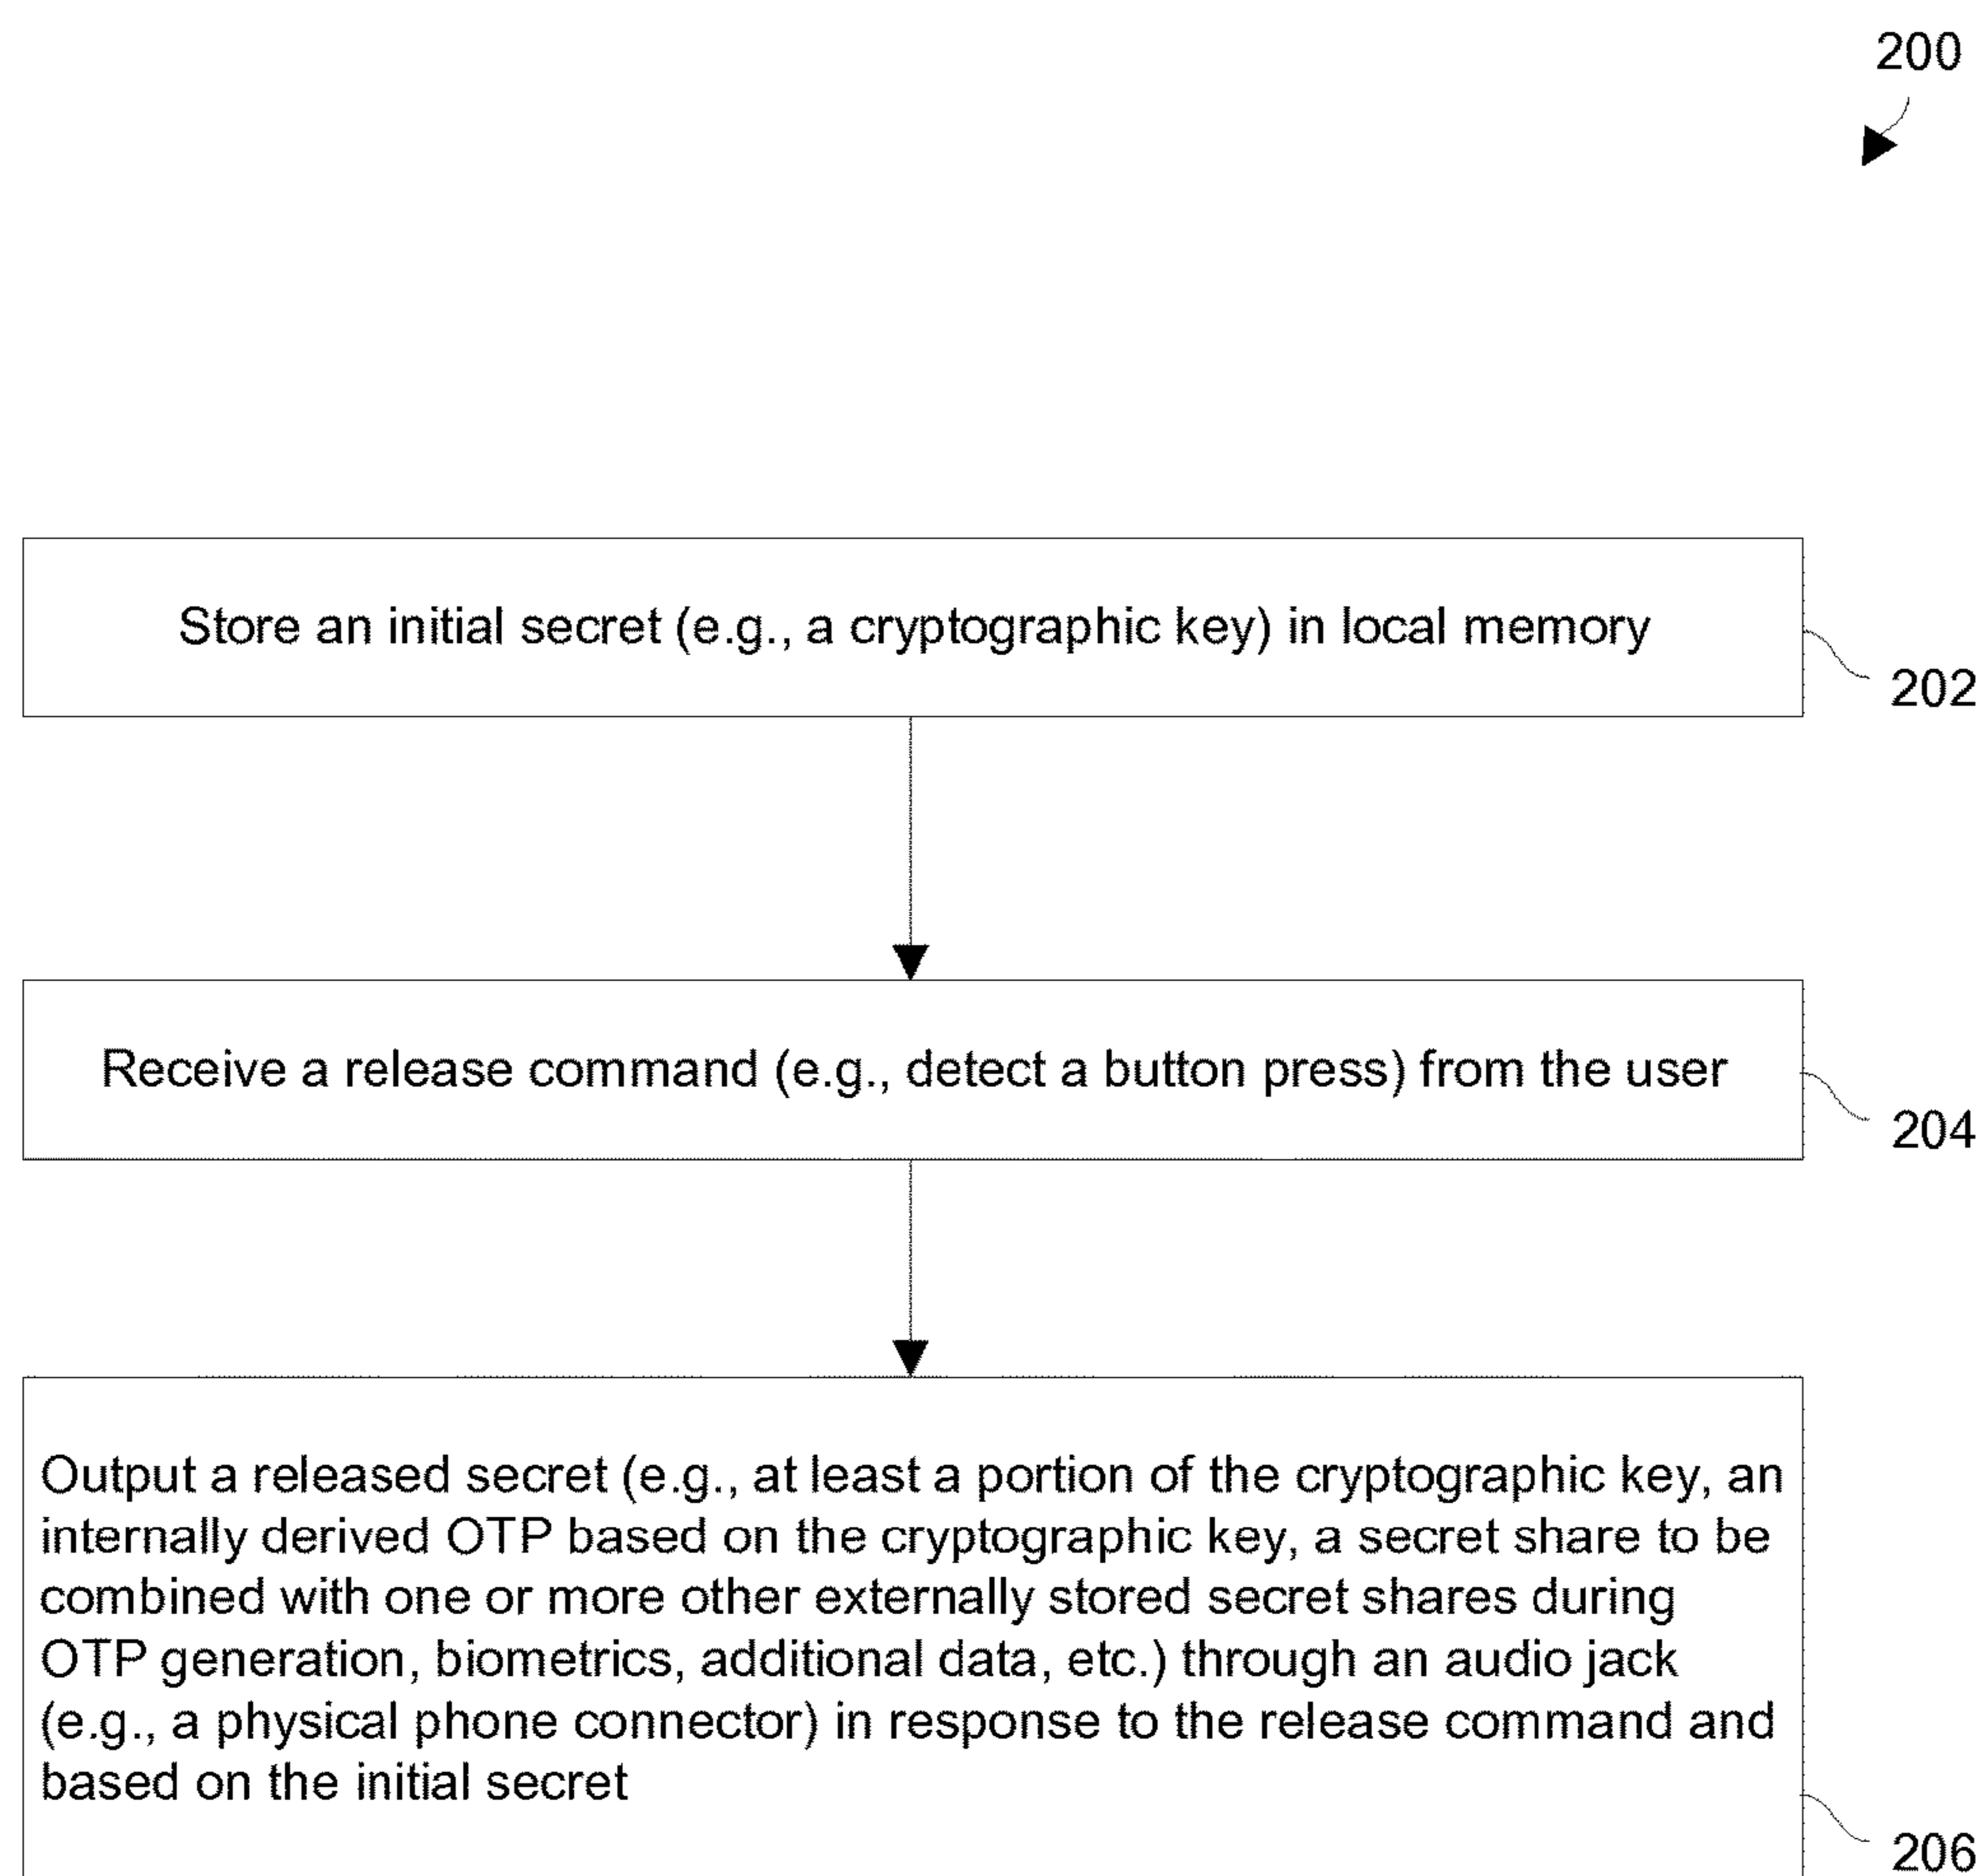 200
Store an initial secret (e.g., a cryptographic key) in local memory
202
Receive a release command (e.g., detect a button press) from the user
204
Output a released secret (e.g., at least a portion of the cryptographic key, an
internally derived OTP based on the cryptographic key, a secret share to be
combined with one or more other externally stored secret shares during
OTP generation, biometrics, additional data, etc.) through an audio jack
(e.g., a physical phone connector) in response to the release command and
based on the initial secret
206